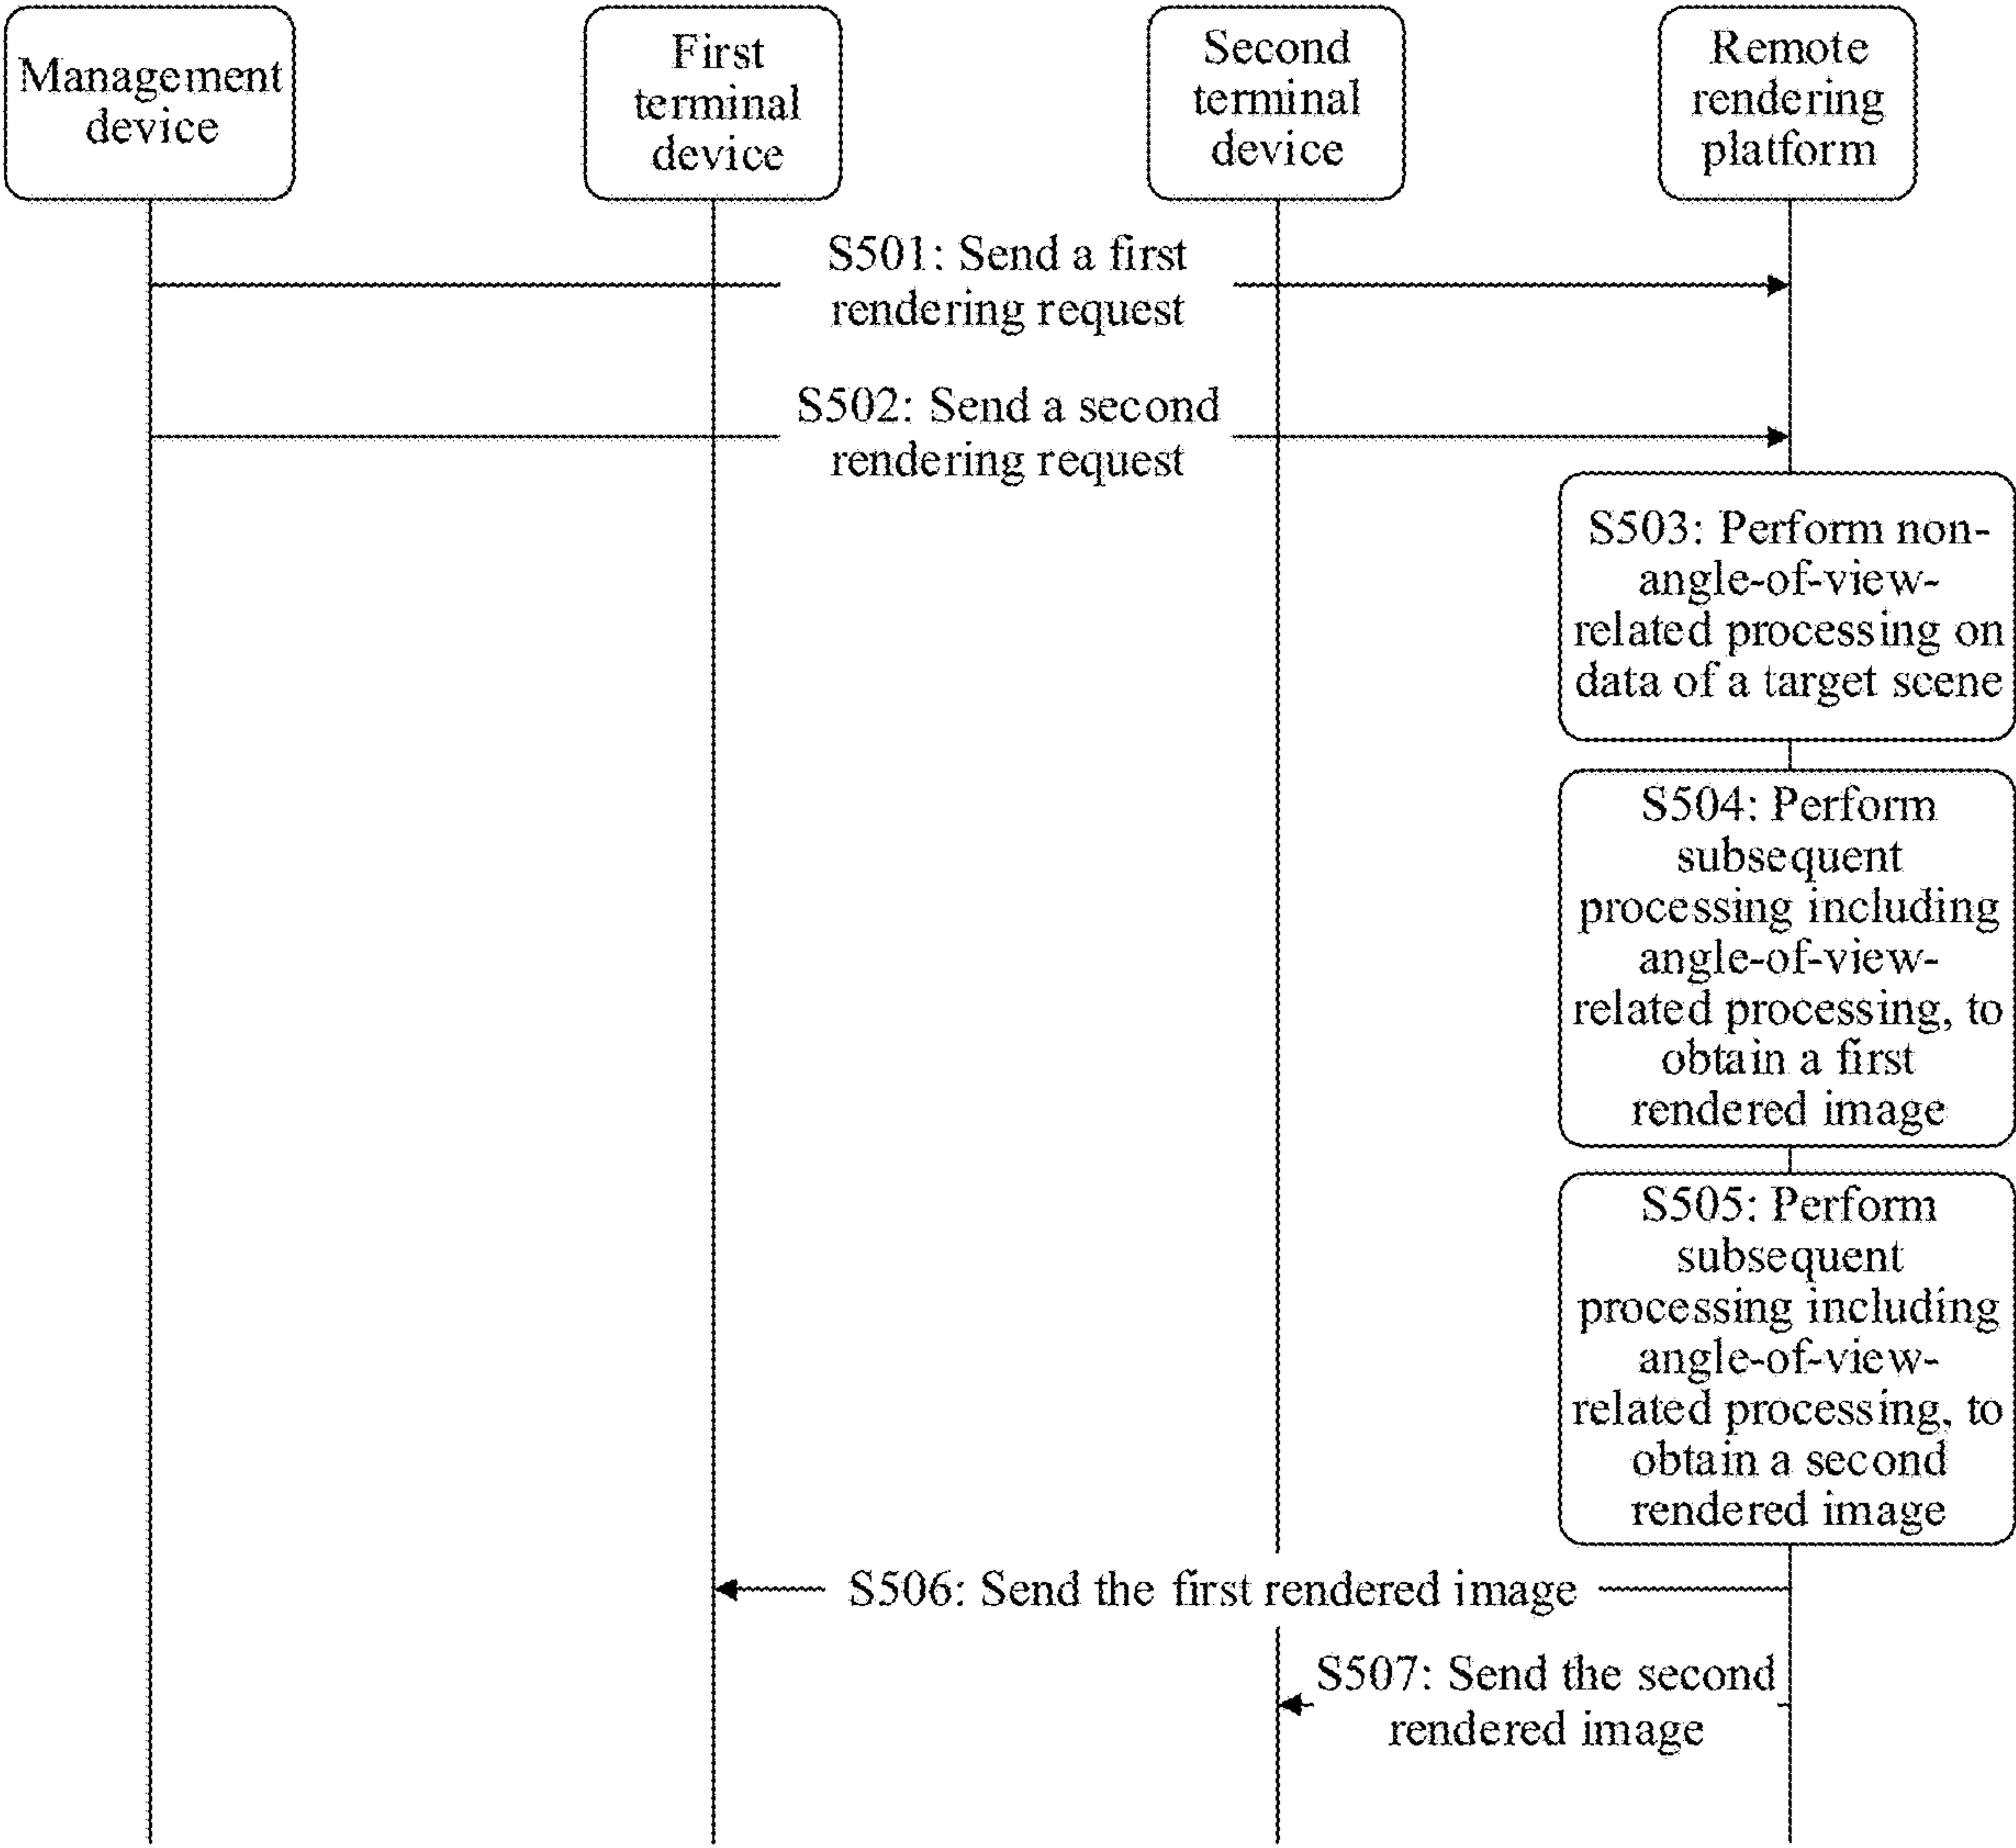 Management
device
First
terminal
device
Second
terminal
device
Remote
rendering
platform
S501: Send a first
rendering request
S502: Send a second
rendering request
S503: Perform non-
angle-of-view-
related processing on
data of a target scene
S504: Perform
subsequent
processing including
angle-of-view-
related processing, to
obtain a first
rendered image
S505: Perform
subsequent
processing including
angle-of-view-
related processing, to
obtain a second
rendered image
S506: Send the first rendered image
S507: Send the second
rendered image